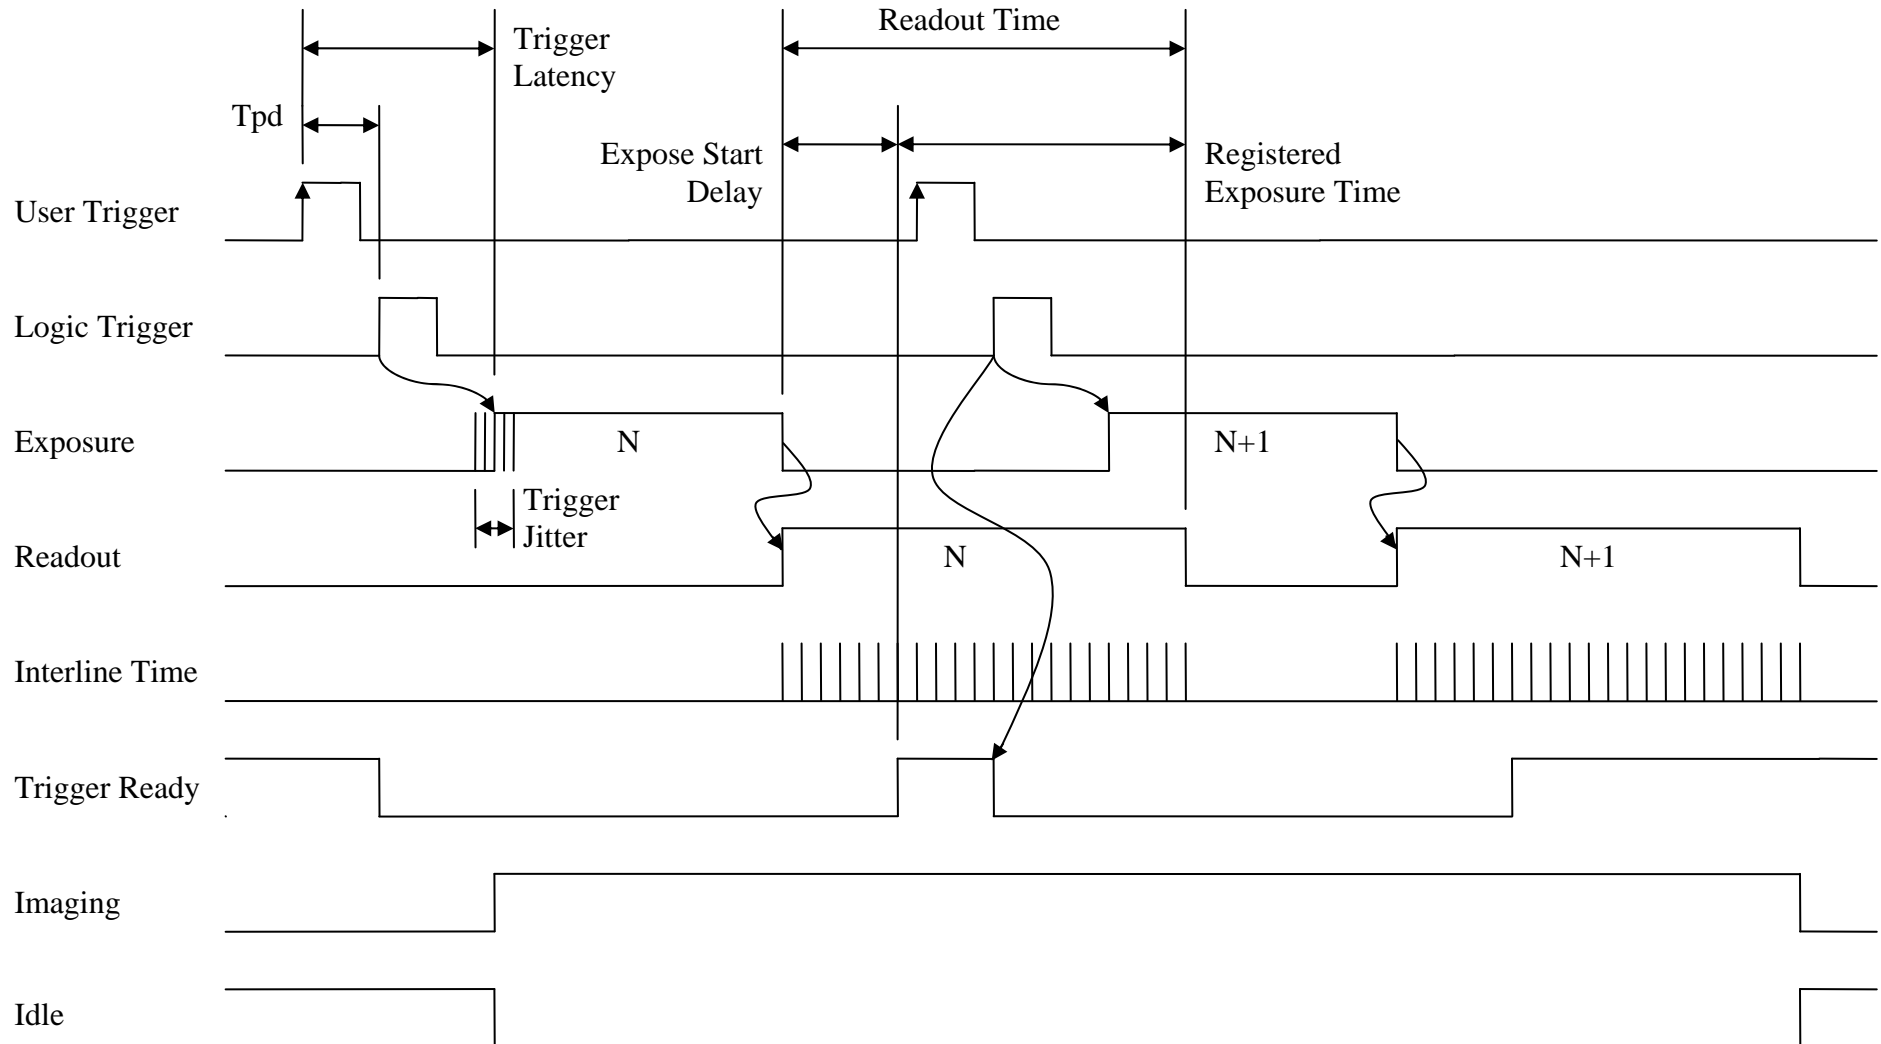 Readout Time
Trigger
Latency
Tpd
Expose Start
Delay
Registered
Exposure Time
User Trigger
Logic Trigger
Exposure
N
N+1
Trigger
Jitter
Readout
N
N+1
Interline Time
Trigger Ready
Imaging
Idle